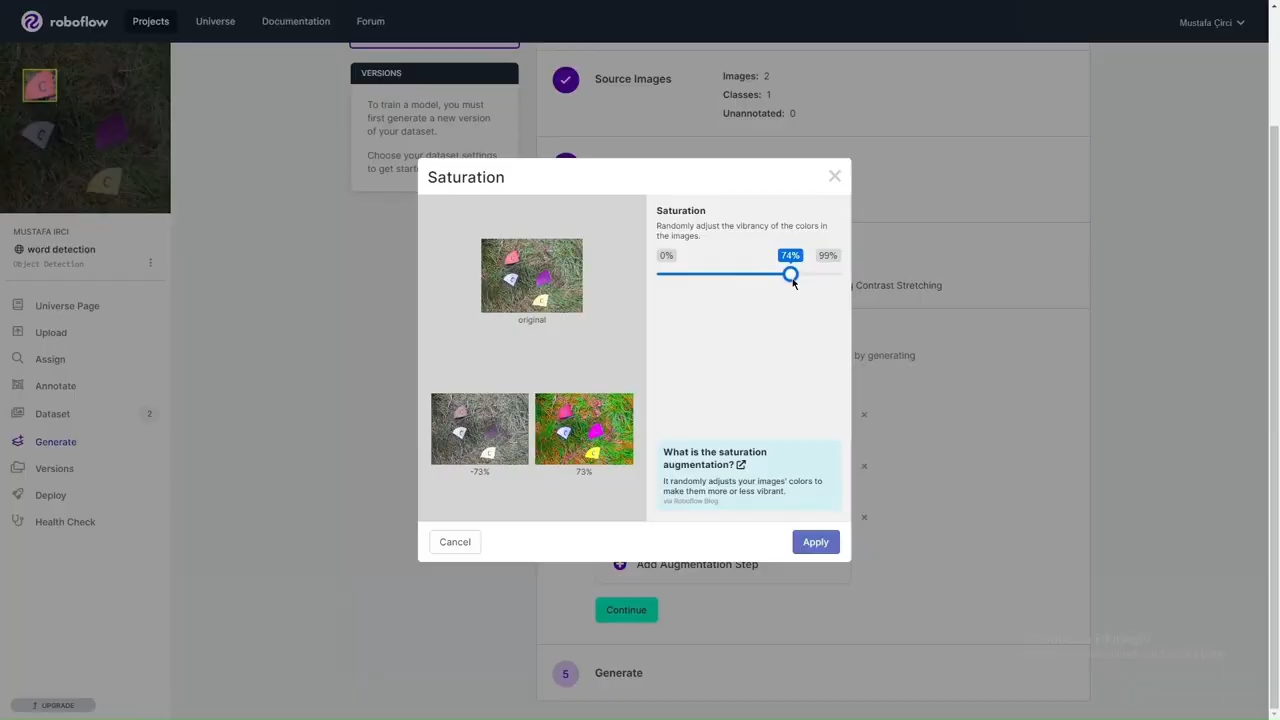 roboflow
Projects
Universe
Documentation
Forum
Mustafa Çirci
C
C
C
MUSTAFA IRCI
word detection
Object Detection
Universe Page
Upload
Assign
Annotate
Dataset
2
Generate
Versions
Deploy
Health Check
UPGRADE
VERSIONS
To train a model, you must
first generate a new version
of your dataset.
Choose your dataset settings
to get start
Source Images
Images: 2
Classes: 1
Unannotated: 0
Contrast Stretching
by generating
Saturation
original
-73%
73%
Saturation
Randomly adjust the vibrancy of the colors in
the images.
0%
74%
99%
What is the saturation
augmentation?
It randomly adjusts your images' colors to
make them more or less vibrant.
via Roboflow Blog
Cancel
Apply
Add Augmentation Step
Continue
5
Generate